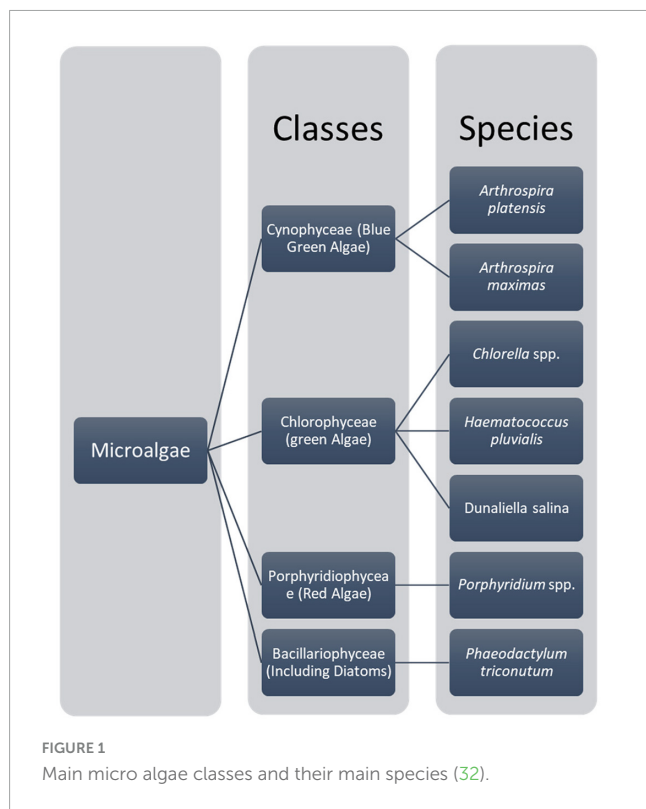 Classes
Species
Cynophyceae (Blue
Green Algae)
Arthrospira
platensis
Arthrospira
maximas
Microalgae
Chlorophyceae
(green Algae)
Chlorella spp.
Haematococcus
pluvialis
Dunaliella salina
Porphyridiophycea
e (Red Algae)
Porphyridium spp.
Bacillariophyceae
(Including Diatoms)
Phaeodactylum
triconutum
FIGURE 1
Main micro algae classes and their main species (32).